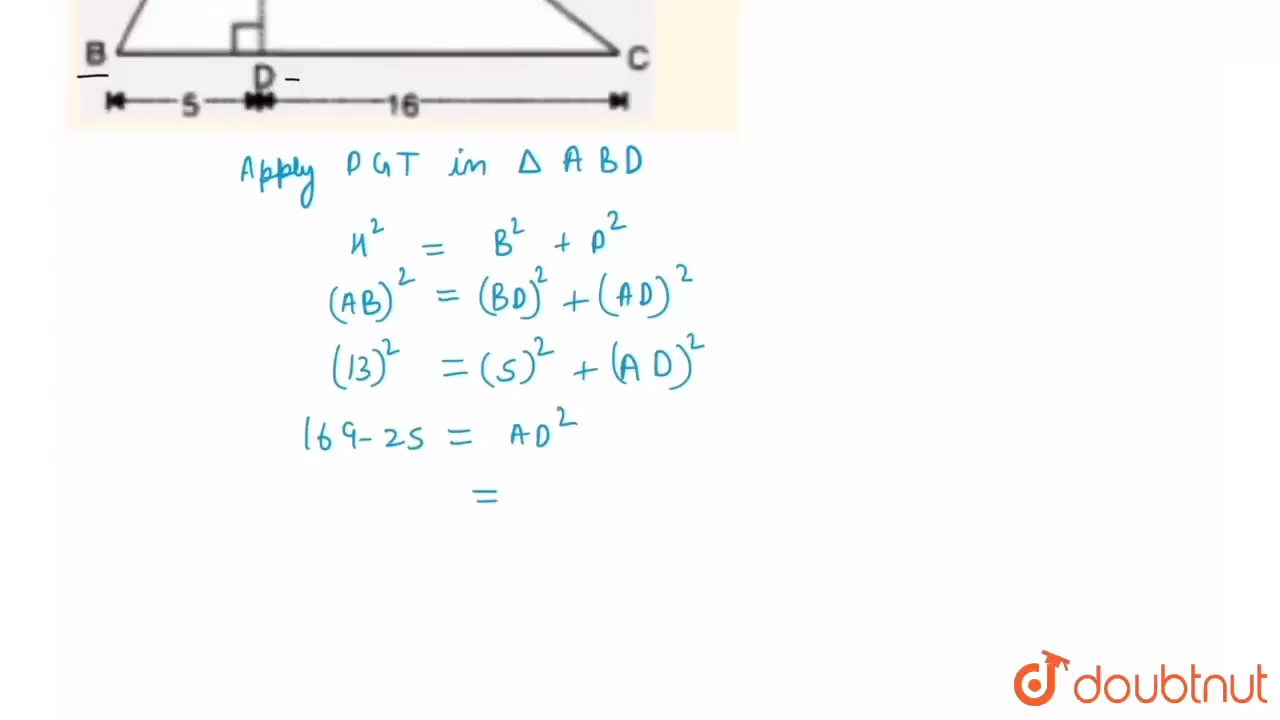 B
C
D -
5
16
Apply PGT in Δ ABD
H² = B² + P²
(AB)² = (BD)² + (AD)²
(13)² = (5)² + (AD)²
169-25 = AD²
=
doubtnut